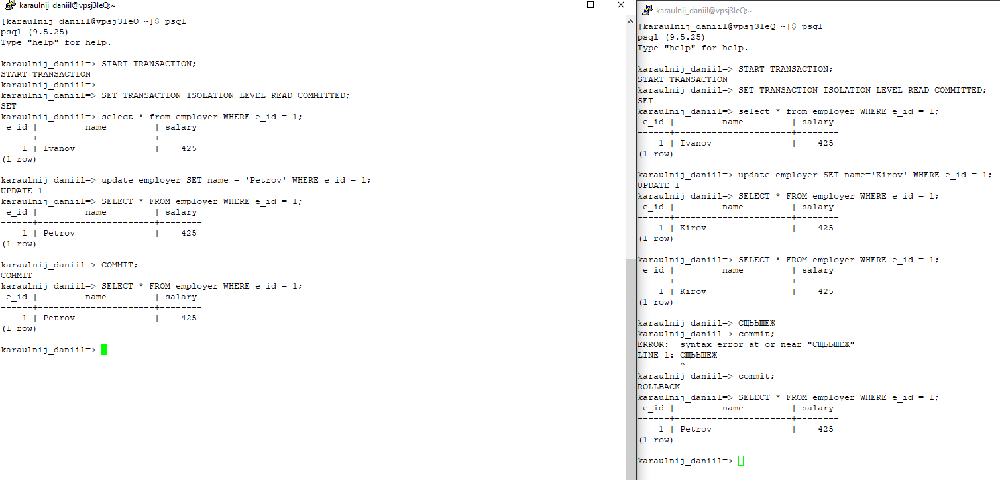 karaulnij_daniil@vpsj3IeQ:~
[karaulnij_daniil@vpsj3IeQ ~]$ psql
psql (9.5.25)
Type "help" for help.
karaulnij_daniil=> START TRANSACTION;
START TRANSACTION
karaulnij_daniil=>
karaulnij_daniil=> SET TRANSACTION ISOLATION LEVEL READ COMMITTED;
SET
karaulnij_daniil=> select * from employer WHERE e_id = 1;
 e_id |         name         | salary
------+----------------------+--------
    1 | Ivanov               |    425
(1 row)
karaulnij_daniil=> update employer SET name = 'Petrov' WHERE e_id = 1;
UPDATE 1
karaulnij_daniil=> SELECT * FROM employer WHERE e_id = 1;
 e_id |         name         | salary
------+----------------------+--------
    1 | Petrov               |    425
(1 row)
karaulnij_daniil=> COMMIT;
COMMIT
karaulnij_daniil=> SELECT * FROM employer WHERE e_id = 1;
 e_id |         name         | salary
------+----------------------+--------
    1 | Petrov               |    425
(1 row)
karaulnij_daniil=>
karaulnij_daniil@vpsj3IeQ:~
[karaulnij_daniil@vpsj3IeQ ~]$ psql
psql (9.5.25)
Type "help" for help.
karaulnij_daniil=> START TRANSACTION;
START TRANSACTION
karaulnij_daniil=> SET TRANSACTION ISOLATION LEVEL READ COMMITTED;
SET
karaulnij_daniil=> select * from employer WHERE e_id = 1;
 e_id |         name         | salary
------+----------------------+--------
    1 | Ivanov               |    425
(1 row)
karaulnij_daniil=> update employer SET name='Kirov' WHERE e_id = 1;
UPDATE 1
karaulnij_daniil=> SELECT * FROM employer WHERE e_id = 1;
 e_id |         name         | salary
------+----------------------+--------
    1 | Kirov                |    425
(1 row)
karaulnij_daniil=> SELECT * FROM employer WHERE e_id = 1;
 e_id |         name         | salary
------+----------------------+--------
    1 | Kirov                |    425
(1 row)
karaulnij_daniil=> СЩЬЬШЕЖ
karaulnij_daniil-> commit;
ERROR:  syntax error at or near "СЩЬЬШЕЖ"
LINE 1: СЩЬЬШЕЖ
        ^
karaulnij_daniil=> commit;
ROLLBACK
karaulnij_daniil=> SELECT * FROM employer WHERE e_id = 1;
 e_id |         name         | salary
------+----------------------+--------
    1 | Petrov               |    425
(1 row)
karaulnij_daniil=>